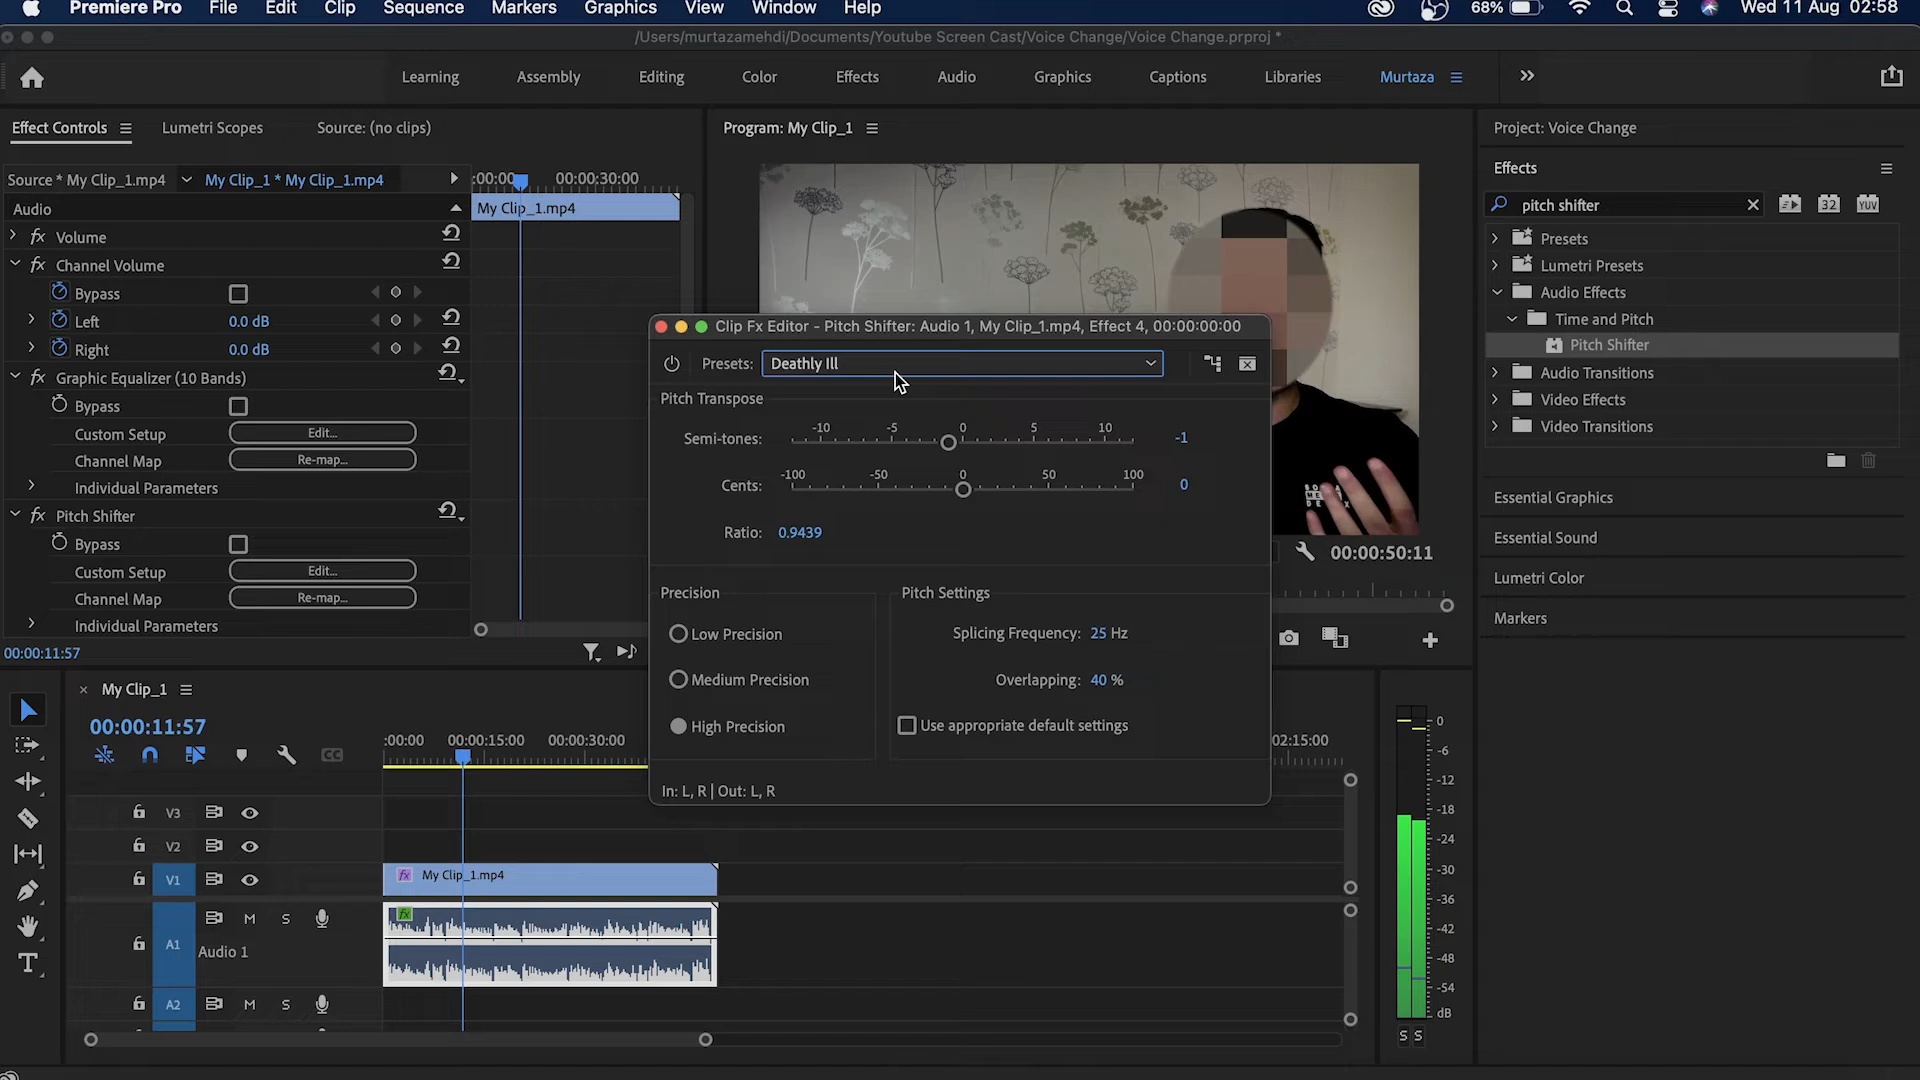 Premiere Pro File Edit Clip Sequence Markers Graphics View Window Help 68% Wed 11 Aug 02:58
/Users/murtazamehdi/Documents/Youtube Screen Cast/Voice Change/Voice Change.prproj *
Learning Assembly Editing Color Effects Audio Graphics Captions Libraries Murtaza
Effect Controls Lumetri Scopes Source: (no clips)
Source * My Clip_1.mp4 My Clip_1 * My Clip_1.mp4
:00:00 00:00:30:00
Audio
My Clip_1.mp4
fx Volume
fx Channel Volume
Bypass
Left 0.0 dB
Right 0.0 dB
fx Graphic Equalizer (10 Bands)
Bypass
Custom Setup Edit...
Channel Map Re-map...
Individual Parameters
fx Pitch Shifter
Bypass
Custom Setup Edit...
Channel Map Re-map...
Individual Parameters
00:00:11:57
Program: My Clip_1
00:00:50:11
Clip Fx Editor - Pitch Shifter: Audio 1, My Clip_1.mp4, Effect 4, 00:00:00:00
Presets: Deathly Ill
Pitch Transpose
-10 -5 0 5 10
Semi-tones: -1
-100 -50 0 50 100
Cents: 0
Ratio: 0.9439
Precision
Low Precision
Medium Precision
High Precision
Pitch Settings
Splicing Frequency: 25 Hz
Overlapping: 40 %
Use appropriate default settings
In: L, R | Out: L, R
Project: Voice Change
Effects
pitch shifter
32 YUV
Presets
Lumetri Presets
Audio Effects
Time and Pitch
Pitch Shifter
Audio Transitions
Video Effects
Video Transitions
Essential Graphics
Essential Sound
Lumetri Color
Markers
× My Clip_1
00:00:11:57
CC
:00:00 00:00:15:00 00:00:30:00 02:15:00
V3
V2
V1
fx My Clip_1.mp4
fx
M S
A1 Audio 1
A2 M S
T
0
-6
-12
-18
-24
-30
-36
-42
-48
-54
dB
S S